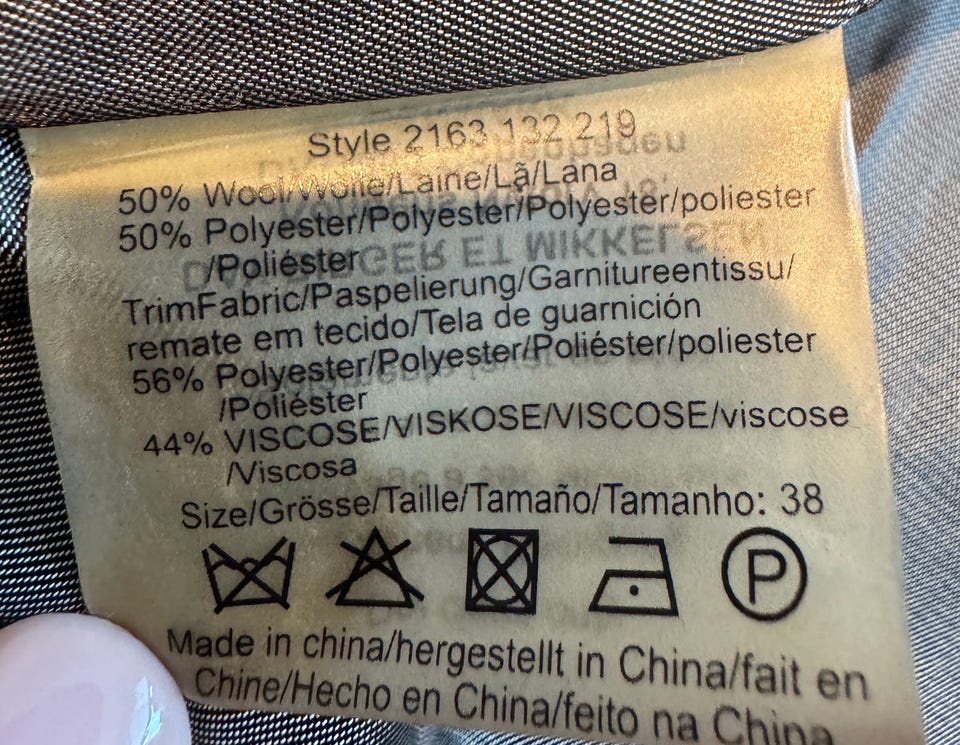 Style 2163 132 219
50% Wool/Wolle/Laine/Lã/Lana
50% Polyester/Polyester/Polyester/poliester
/Poliéster
TrimFabric/Paspelierung/Garnitureentissu/
remate em tecido/Tela de guarnición
56% Polyester/Polyester/Poliéster/poliester
/Poliéster
44% VISCOSE/VISKOSE/VISCOSE/viscose
/Viscosa
Size/Grösse/Taille/Tamaño/Tamanho: 38
P
Made in china/hergestellt in China/fait en
Chine/Hecho en China/feito na China